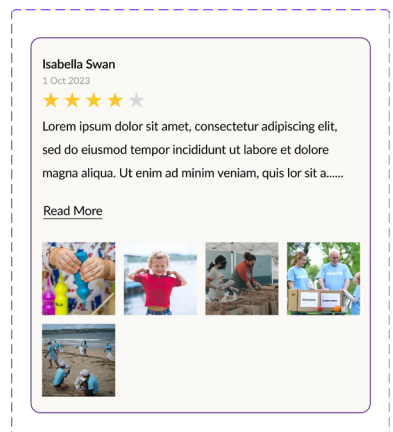 Isabella Swan
1 Oct 2023
Lorem ipsum dolor sit amet, consectetur adipiscing elit,
sed do eiusmod tempor incididunt ut labore et dolore
magna aliqua. Ut enim ad minim veniam, quis lor sit a......
Read More